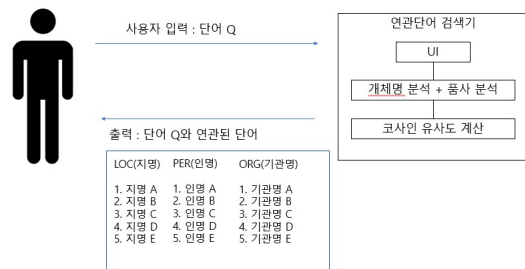 사용자 입력 : 단어 Q
연관단어 검색기
UI
개체명 분석 + 품사 분석
코사인 유사도 계산
출력 : 단어 Q와 연관된 단어
LOC(지명) PER(인명) ORG(기관명)
1. 지명 A 1. 인명 A 1. 기관명 A
2. 지명 B 2. 인명 B 2. 기관명 B
3. 지명 C 3. 인명 C 3. 기관명 C
4. 지명 D 4. 인명 D 4. 기관명 D
5. 지명 E 5. 인명 E 5. 기관명 E